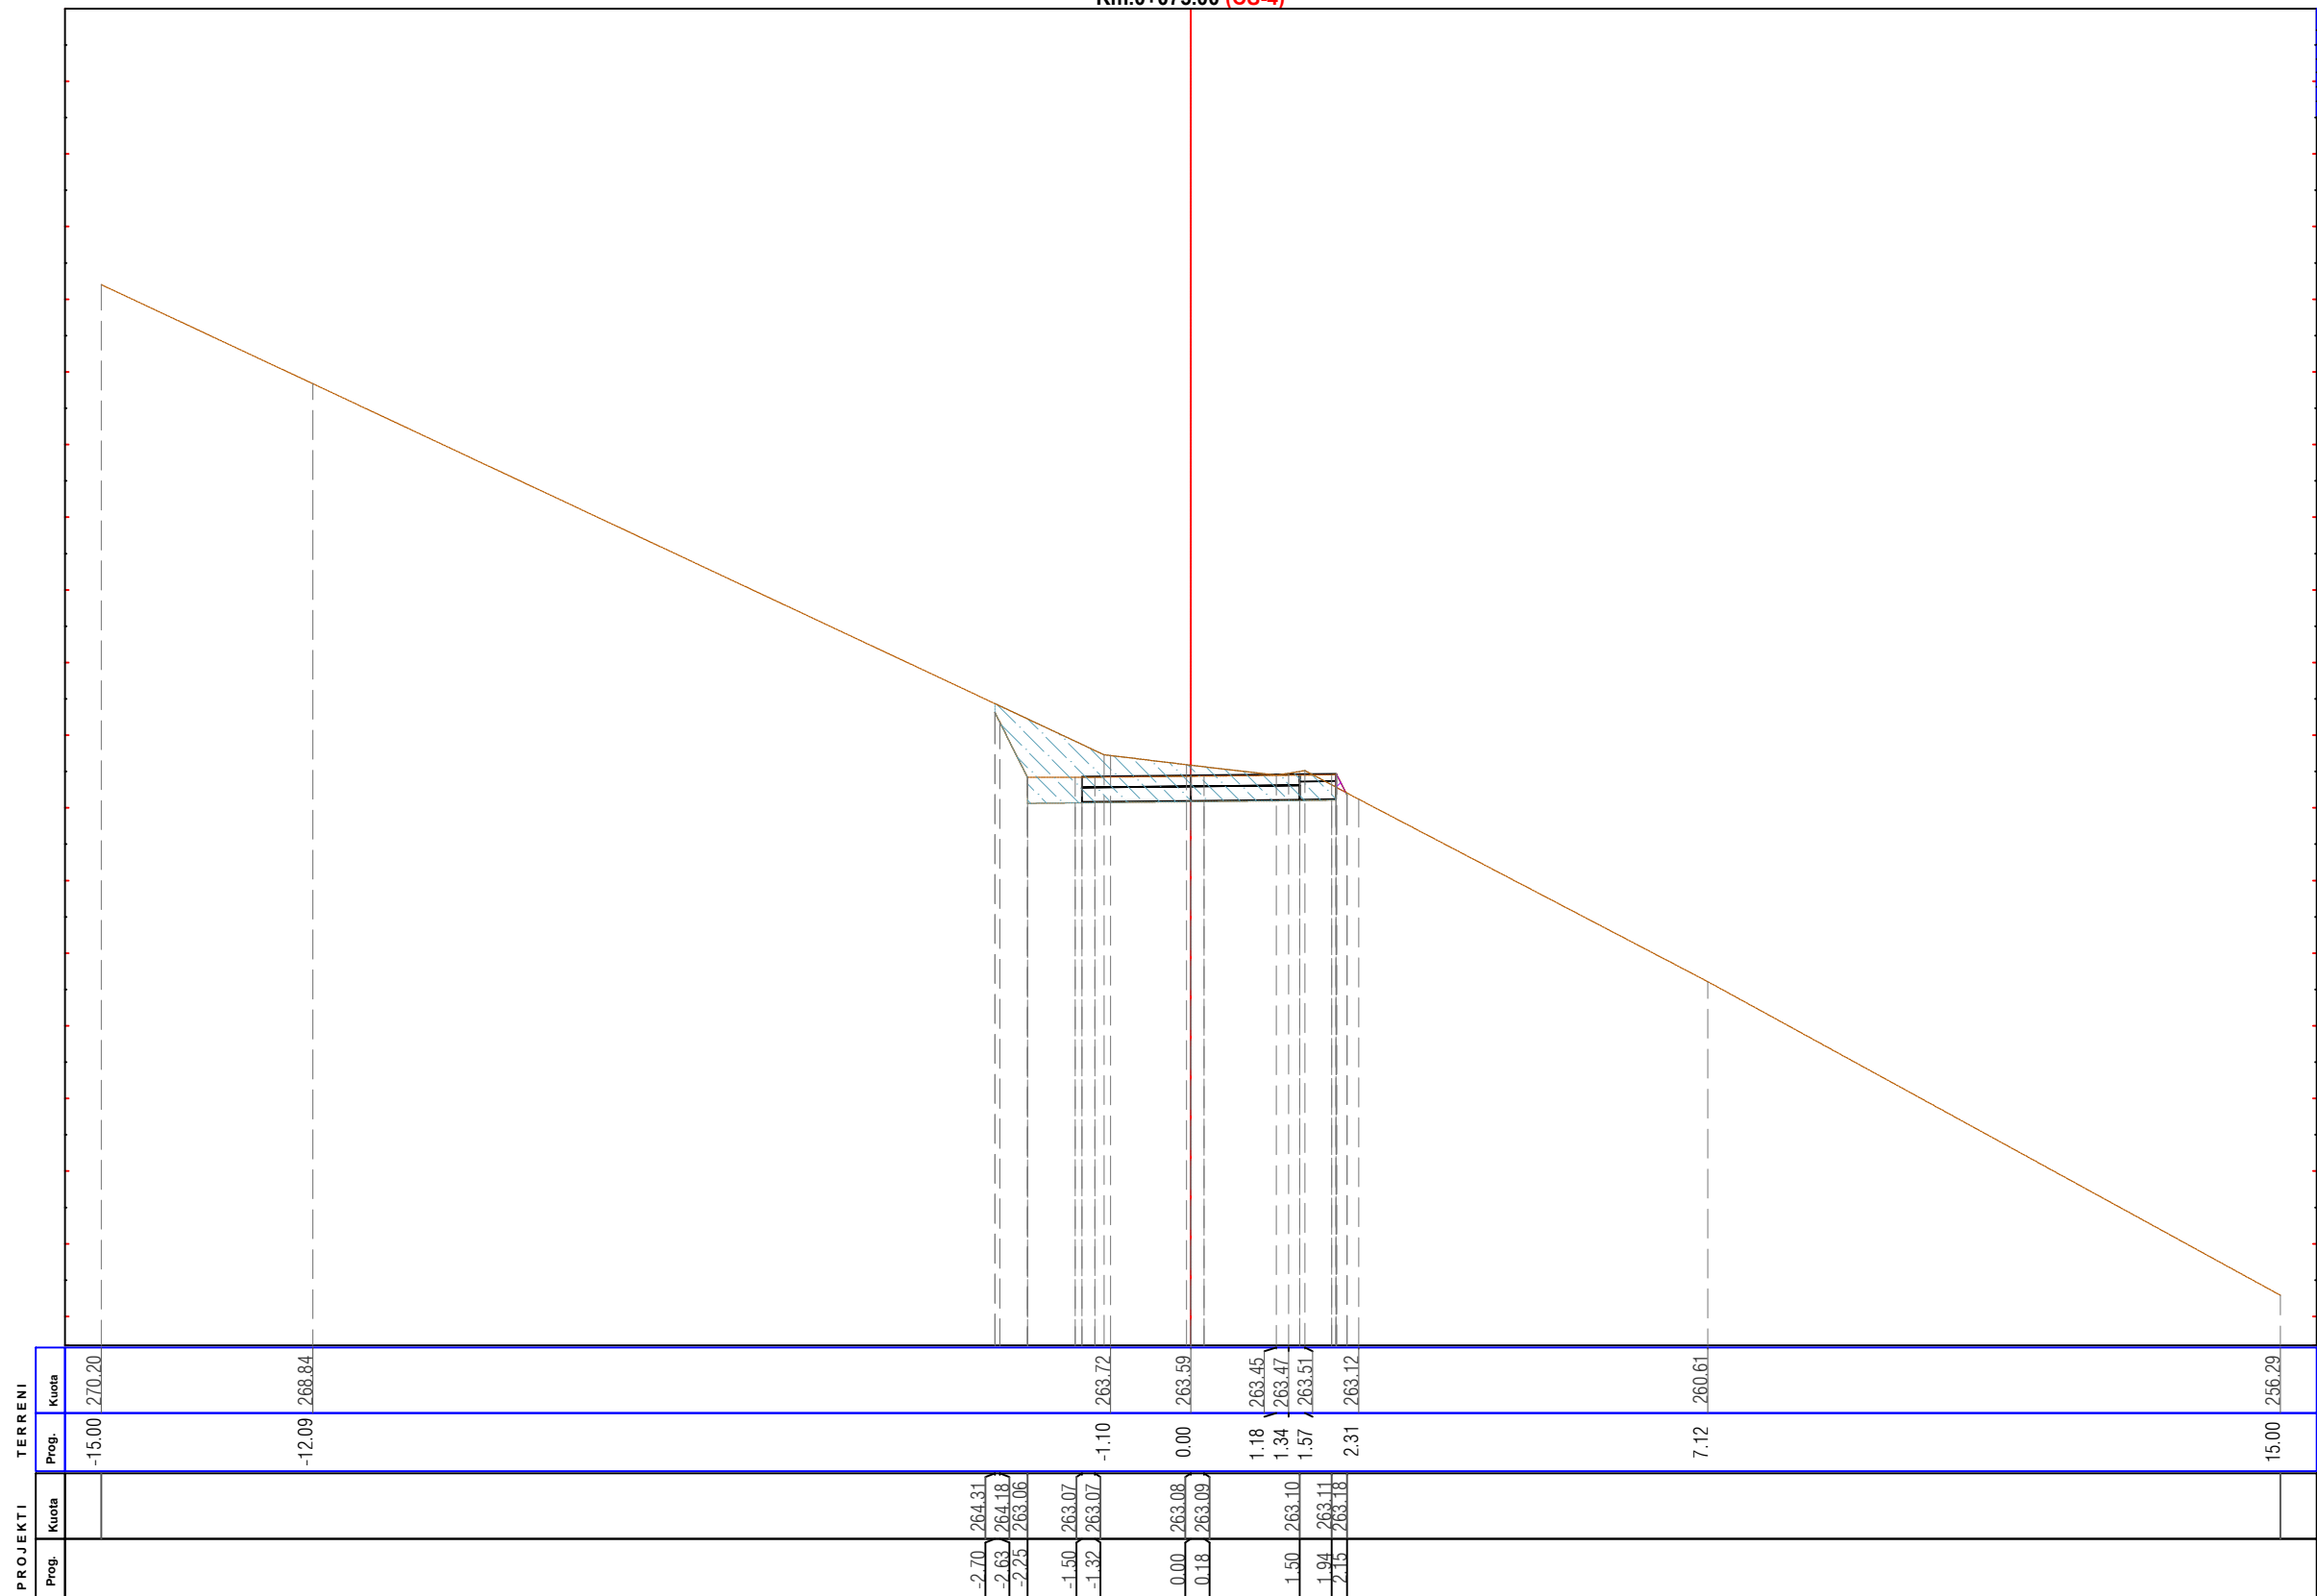 (CS-4)
TERENI
Kuota
270.20 268.84 263.72 263.59 263.45 263.47 263.51 263.12 260.61 256.29
Prog.
-15.00 -12.09 -1.10 0.00 1.18 1.34 1.57 2.31 7.12 15.00
PROJEKTI
Kuota
264.31 264.18 263.06 263.07 263.07 263.08 263.09 263.10 263.11 263.18
Prog.
-2.70 -2.63 -2.25 -1.50 -1.32 0.00 0.18 1.50 1.94 2.15